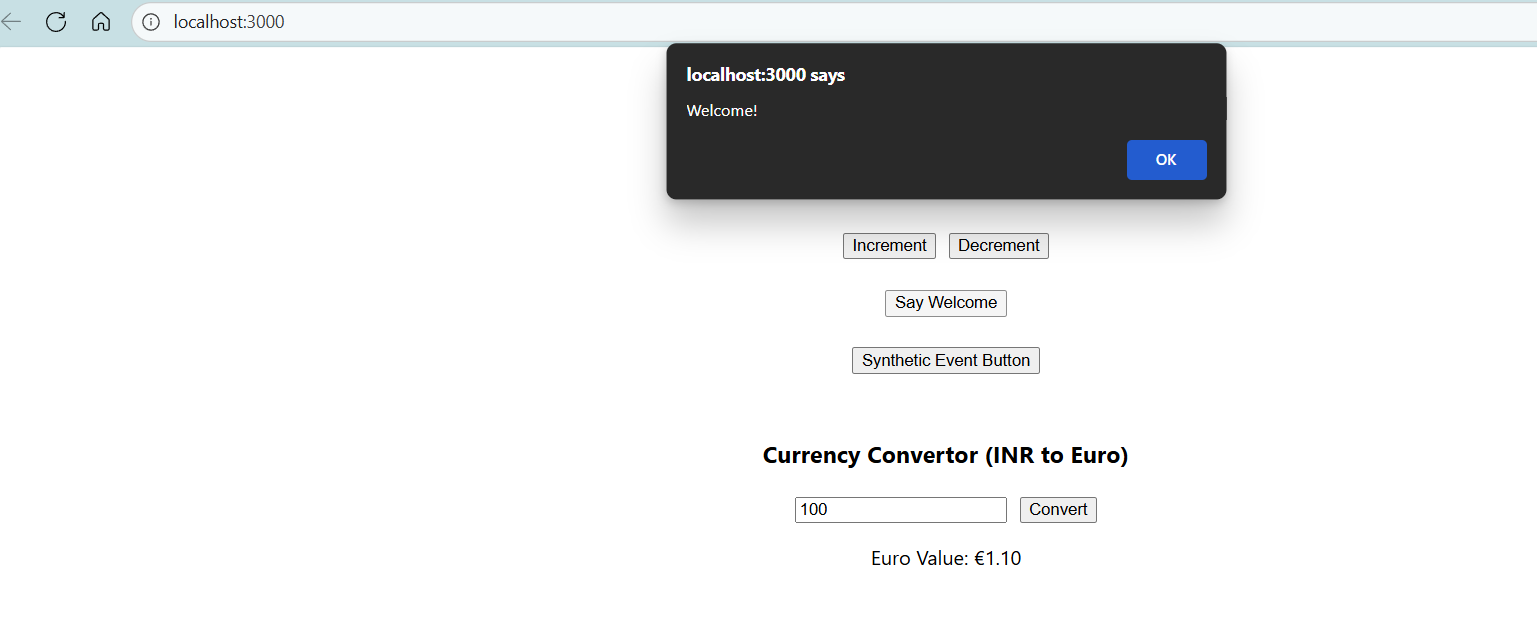 localhost:3000
localhost:3000 says
Welcome!
OK
Increment Decrement
Say Welcome
Synthetic Event Button
Currency Convertor (INR to Euro)
100 Convert
Euro Value: €1.10